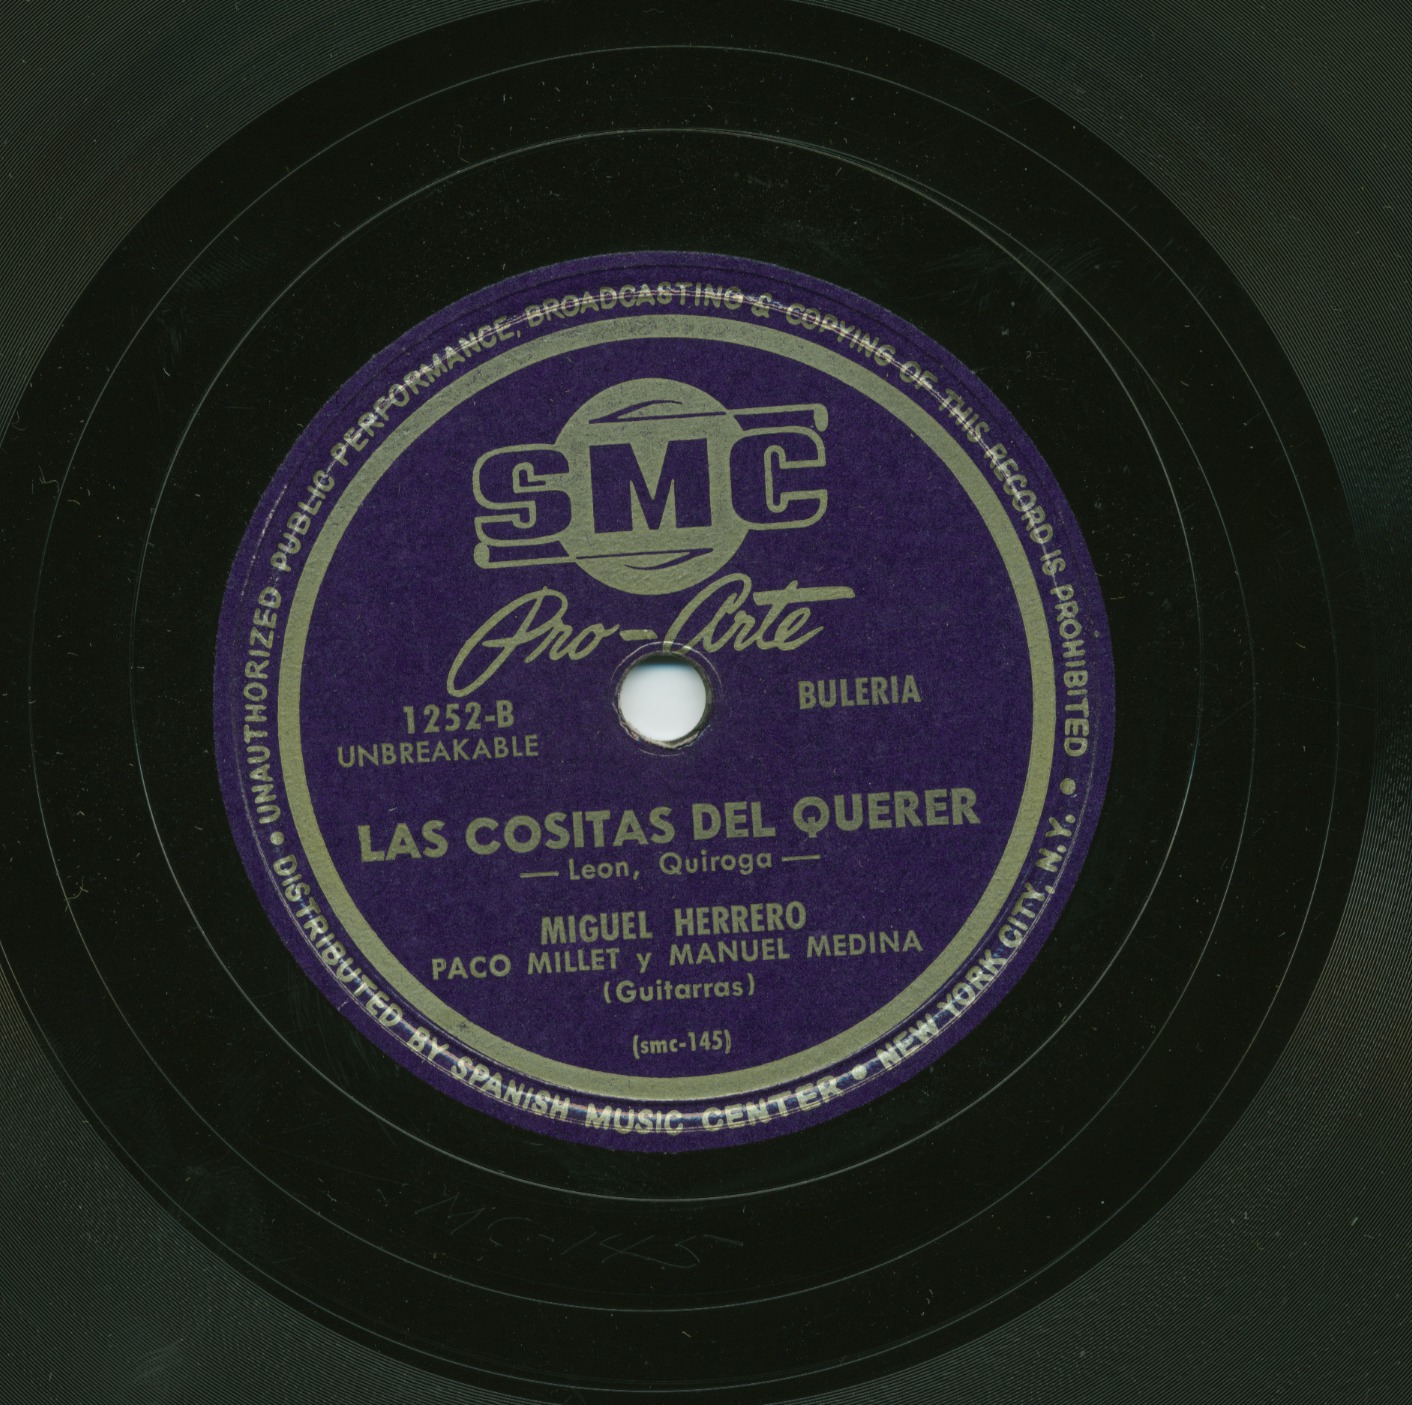 UNAUTHORIZED PUBLIC PERFORMANCE, BROADCASTING & COPYING OF THIS RECORD IS PROHIBITED
SMC
Pro-Arte
BULERIA
1252-B
UNBREAKABLE
LAS COSITAS DEL QUERER
— Leon, Quiroga —
MIGUEL HERRERO
PACO MILLET y MANUEL MEDINA
(Guitarras)
(smc-145)
• DISTRIBUTED BY SPANISH MUSIC CENTER • NEW YORK CITY, N.Y. •